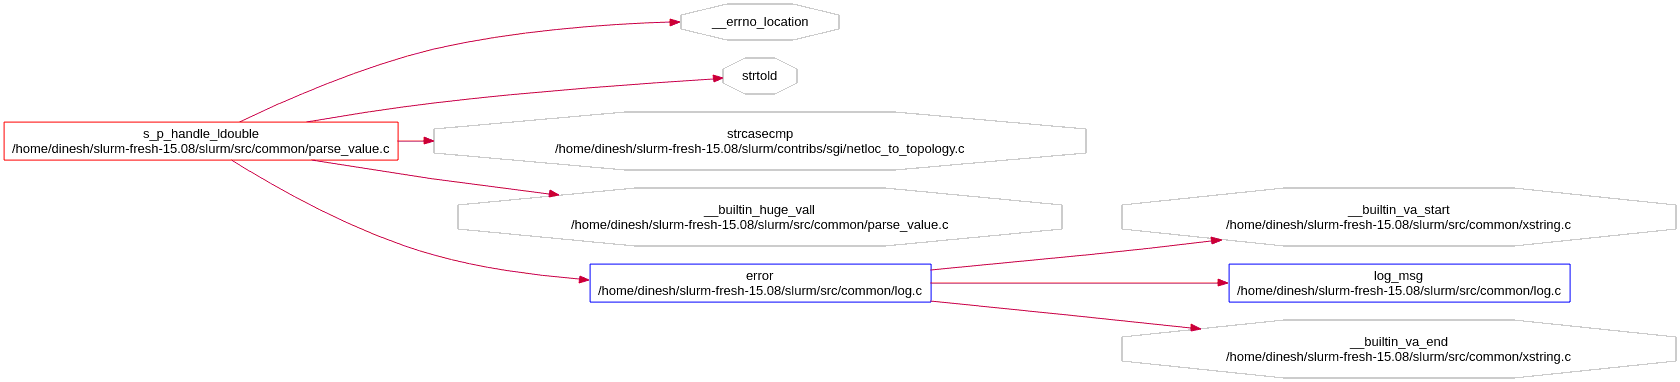 __errno_location
strtold
s_p_handle_ldouble
/home/dinesh/slurm-fresh-15.08/slurm/src/common/parse_value.c
strcasecmp
/home/dinesh/slurm-fresh-15.08/slurm/contribs/sgi/netloc_to_topology.c
__builtin_huge_vall
/home/dinesh/slurm-fresh-15.08/slurm/src/common/parse_value.c
__builtin_va_start
/home/dinesh/slurm-fresh-15.08/slurm/src/common/xstring.c
error
/home/dinesh/slurm-fresh-15.08/slurm/src/common/log.c
log_msg
/home/dinesh/slurm-fresh-15.08/slurm/src/common/log.c
__builtin_va_end
/home/dinesh/slurm-fresh-15.08/slurm/src/common/xstring.c